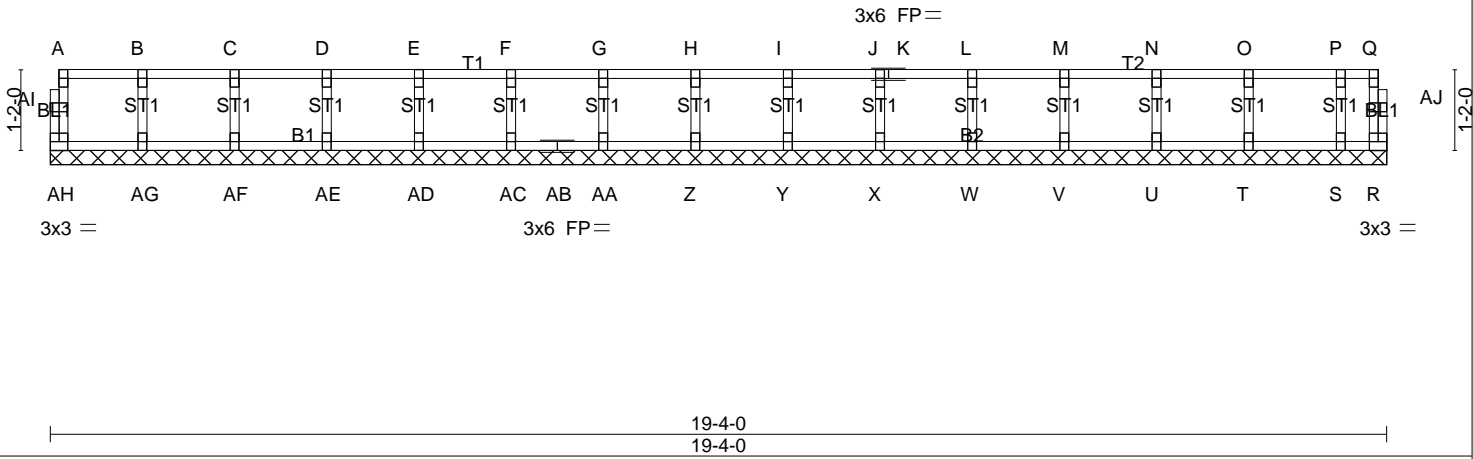 3x6 FP=
A B C D E F G H I J K L M N O P Q
T1 T2
AI BL1 ST1 ST1 ST1 ST1 ST1 ST1 ST1 ST1 ST1 ST1 ST1 ST1 ST1 ST1 BL1 AJ
1-2-0 1-2-0
B1 B2
AH AG AF AE AD AC AB AA Z Y X W V U T S R
3x3 = 3x6 FP= 3x3 =
19-4-0
19-4-0